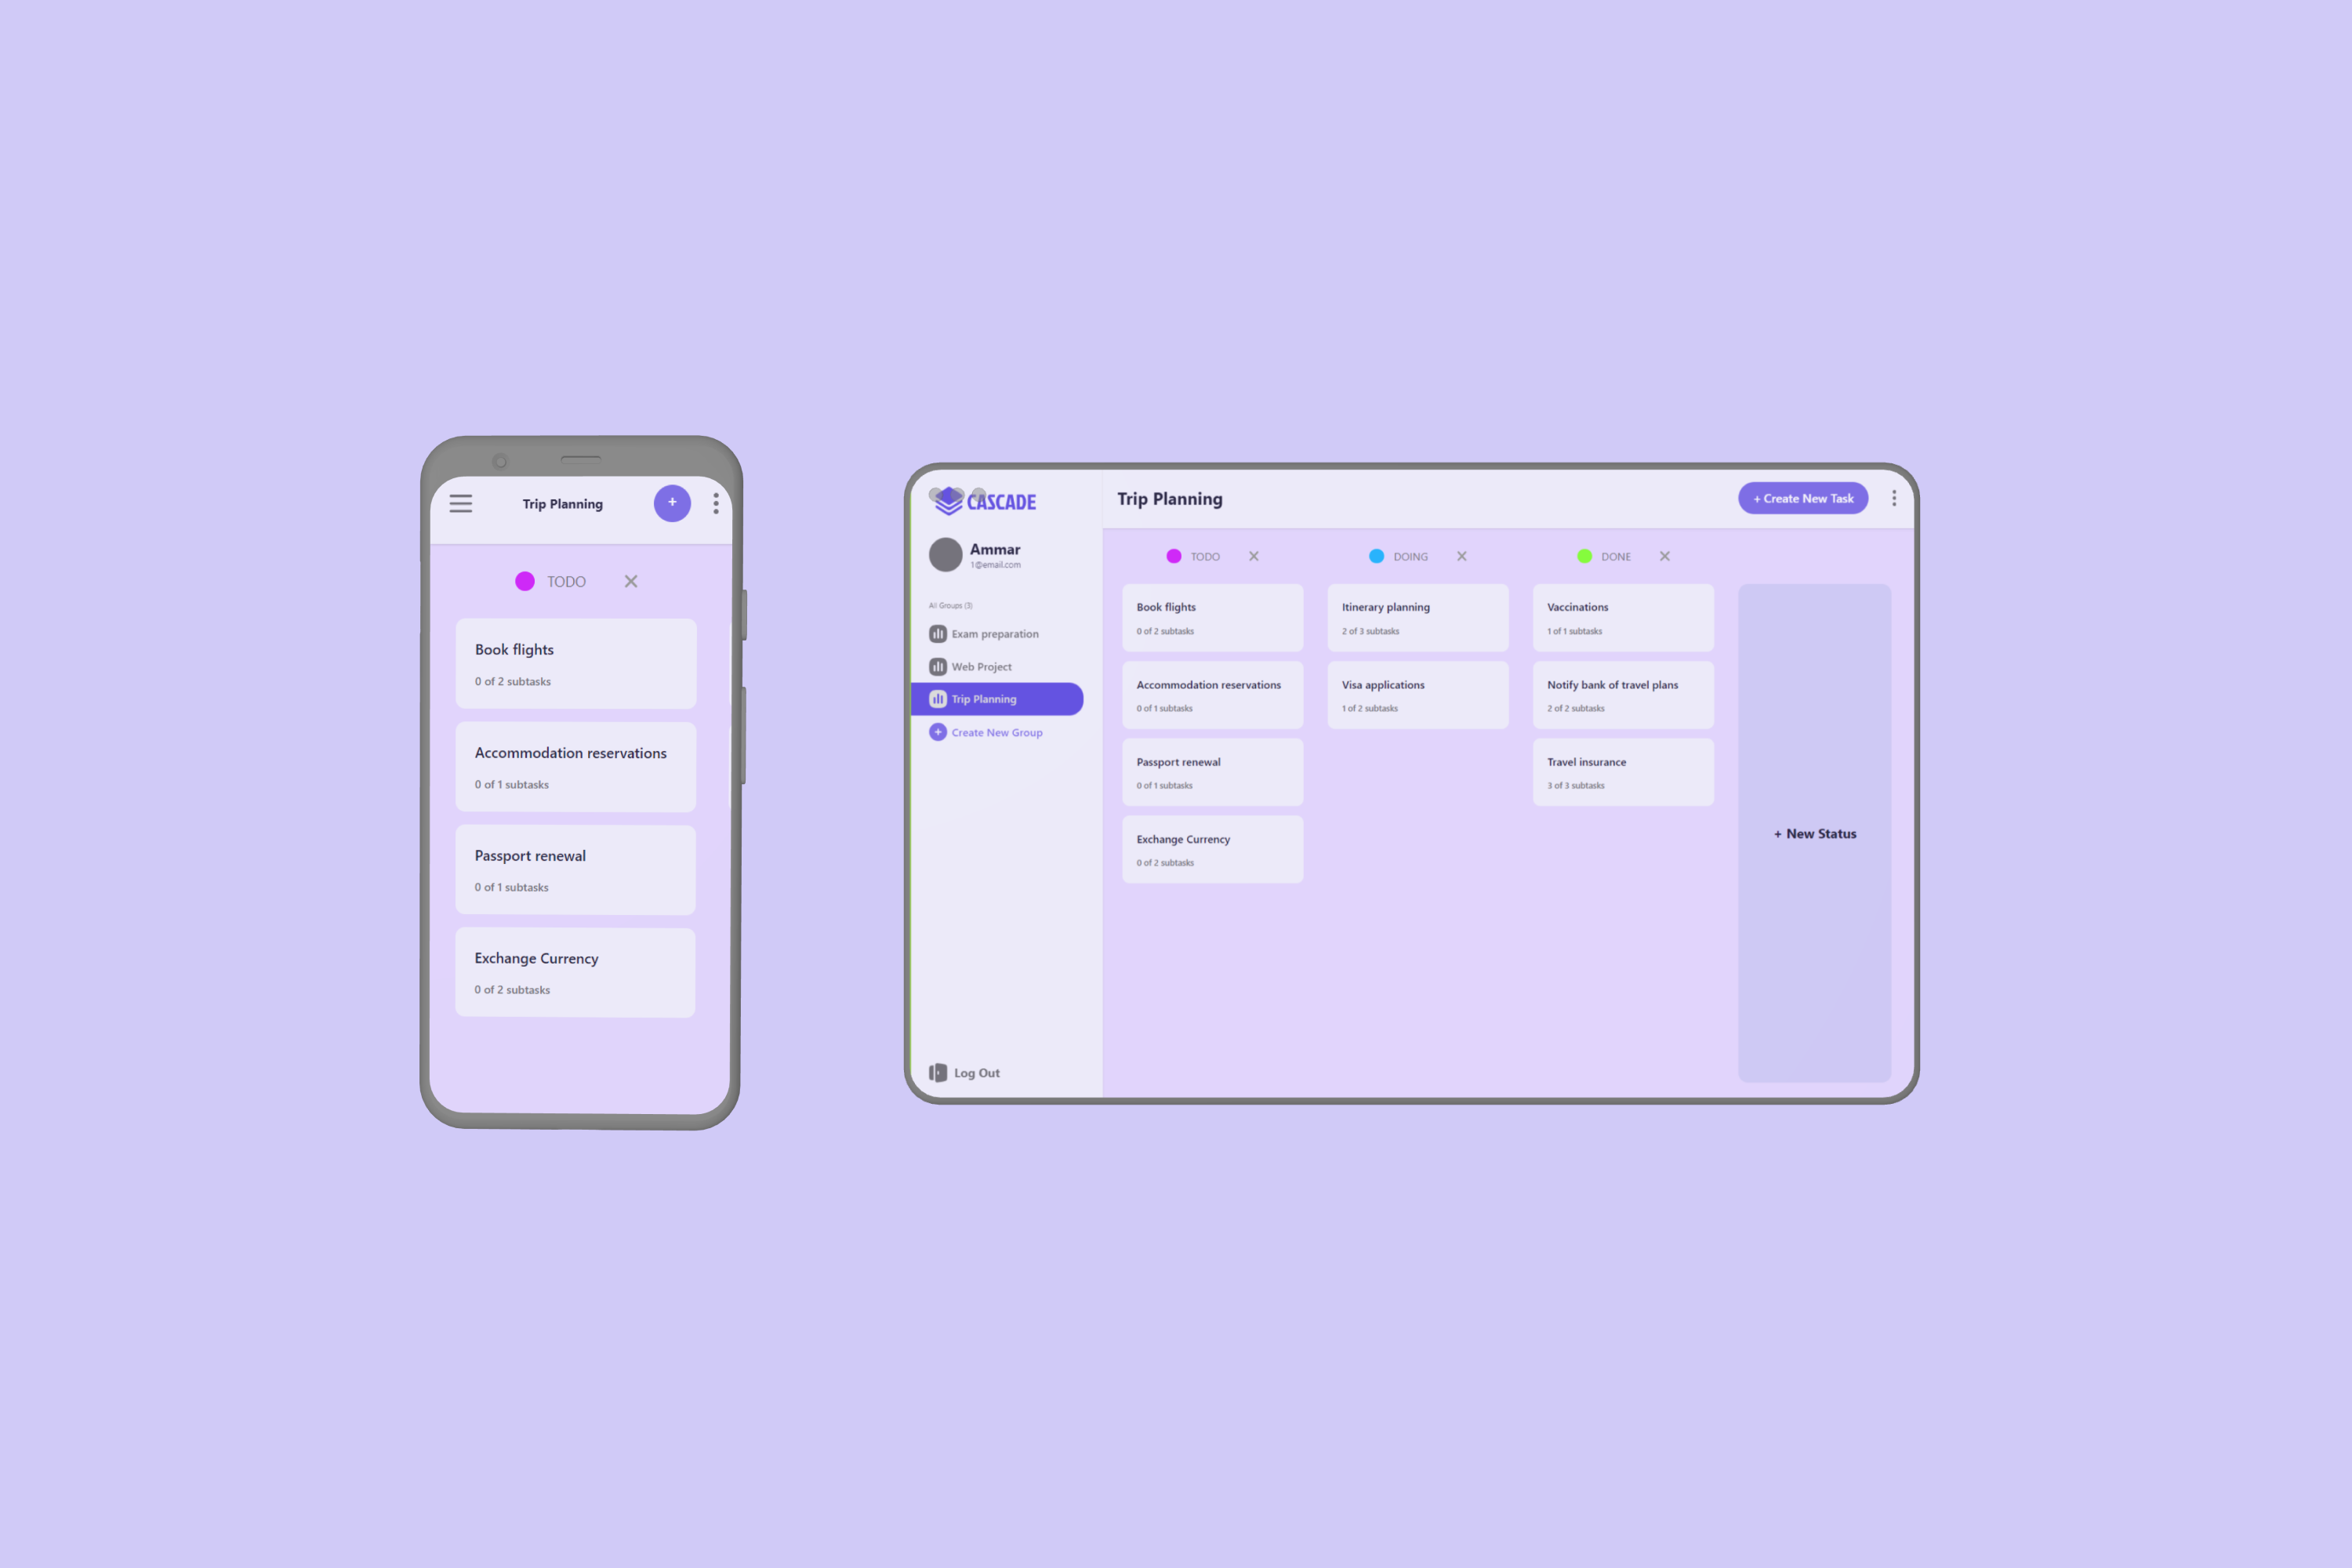 Trip Planning
+
TODO
Book flights
0 of 2 subtasks
Accommodation reservations
0 of 1 subtasks
Passport renewal
0 of 1 subtasks
Exchange Currency
0 of 2 subtasks
CASCADE
Ammar
1@email.com
All Groups (3)
Exam preparation
Web Project
Trip Planning
+ Create New Group
Log Out
Trip Planning
+ Create New Task
TODO
Book flights
0 of 2 subtasks
Accommodation reservations
0 of 1 subtasks
Passport renewal
0 of 1 subtasks
Exchange Currency
0 of 2 subtasks
DOING
Itinerary planning
2 of 3 subtasks
Visa applications
1 of 2 subtasks
DONE
Vaccinations
1 of 1 subtasks
Notify bank of travel plans
2 of 2 subtasks
Travel insurance
3 of 3 subtasks
+ New Status